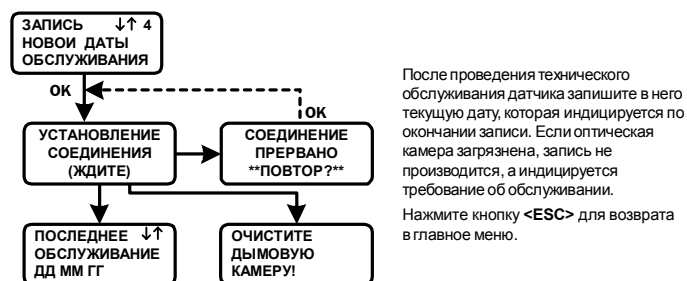 ЗАПИСЬ ↓↑ 4
НОВОИ ДАТЫ
ОБСЛУЖИВАНИЯ
ОК
ОК
УСТАНОВЛЕНИЕ
СОЕДИНЕНИЯ
(ЖДИТЕ)
СОЕДИНЕНИЕ
ПРЕРВАНО
**ПОВТОР?**
ПОСЛЕДНЕЕ ↓↑
ОБСЛУЖИВАНИЕ
ДД ММ ГГ
ОЧИСТИТЕ
ДЫМОВУЮ
КАМЕРУ!
После проведения технического
обслуживания датчика запишите в него
текущую дату, которая индицируется по
окончании записи. Если оптическая
камера загрязнена, запись не
производится, а индицируется
требование об обслуживании.
Нажмите кнопку <ESC> для возврата
в главное меню.